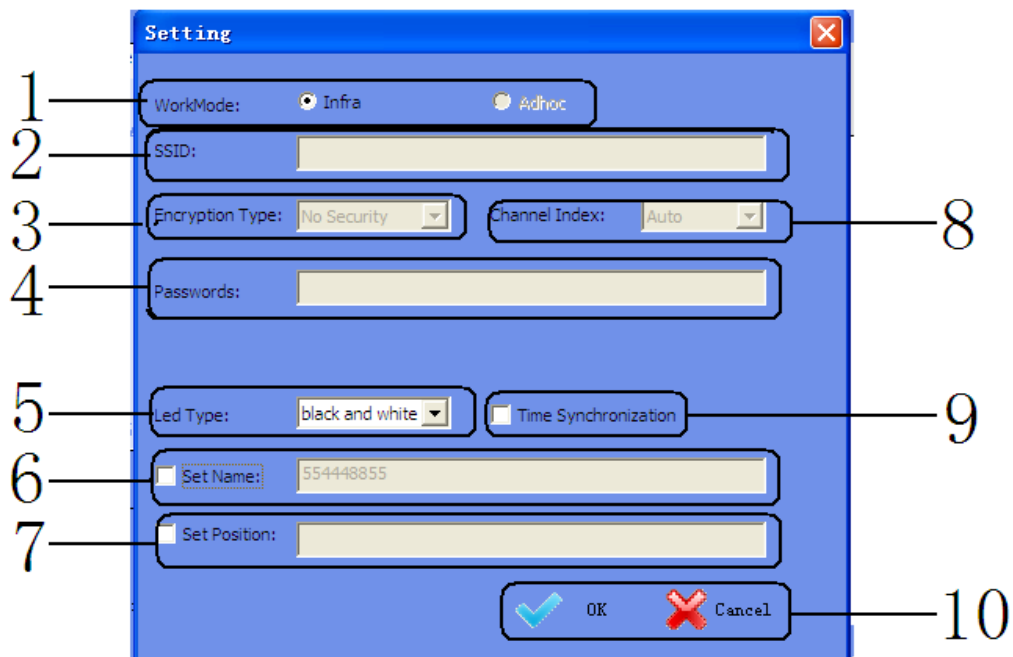 Setting
1 WorkMode: Infra Adhoc
2 SSID:
3 Encryption Type: No Security Channel Index: Auto 8
4 Passwords:
5 Led Type: black and white Time Synchronization 9
6 Set Name: 554448855
7 Set Position:
OK Cancel 10